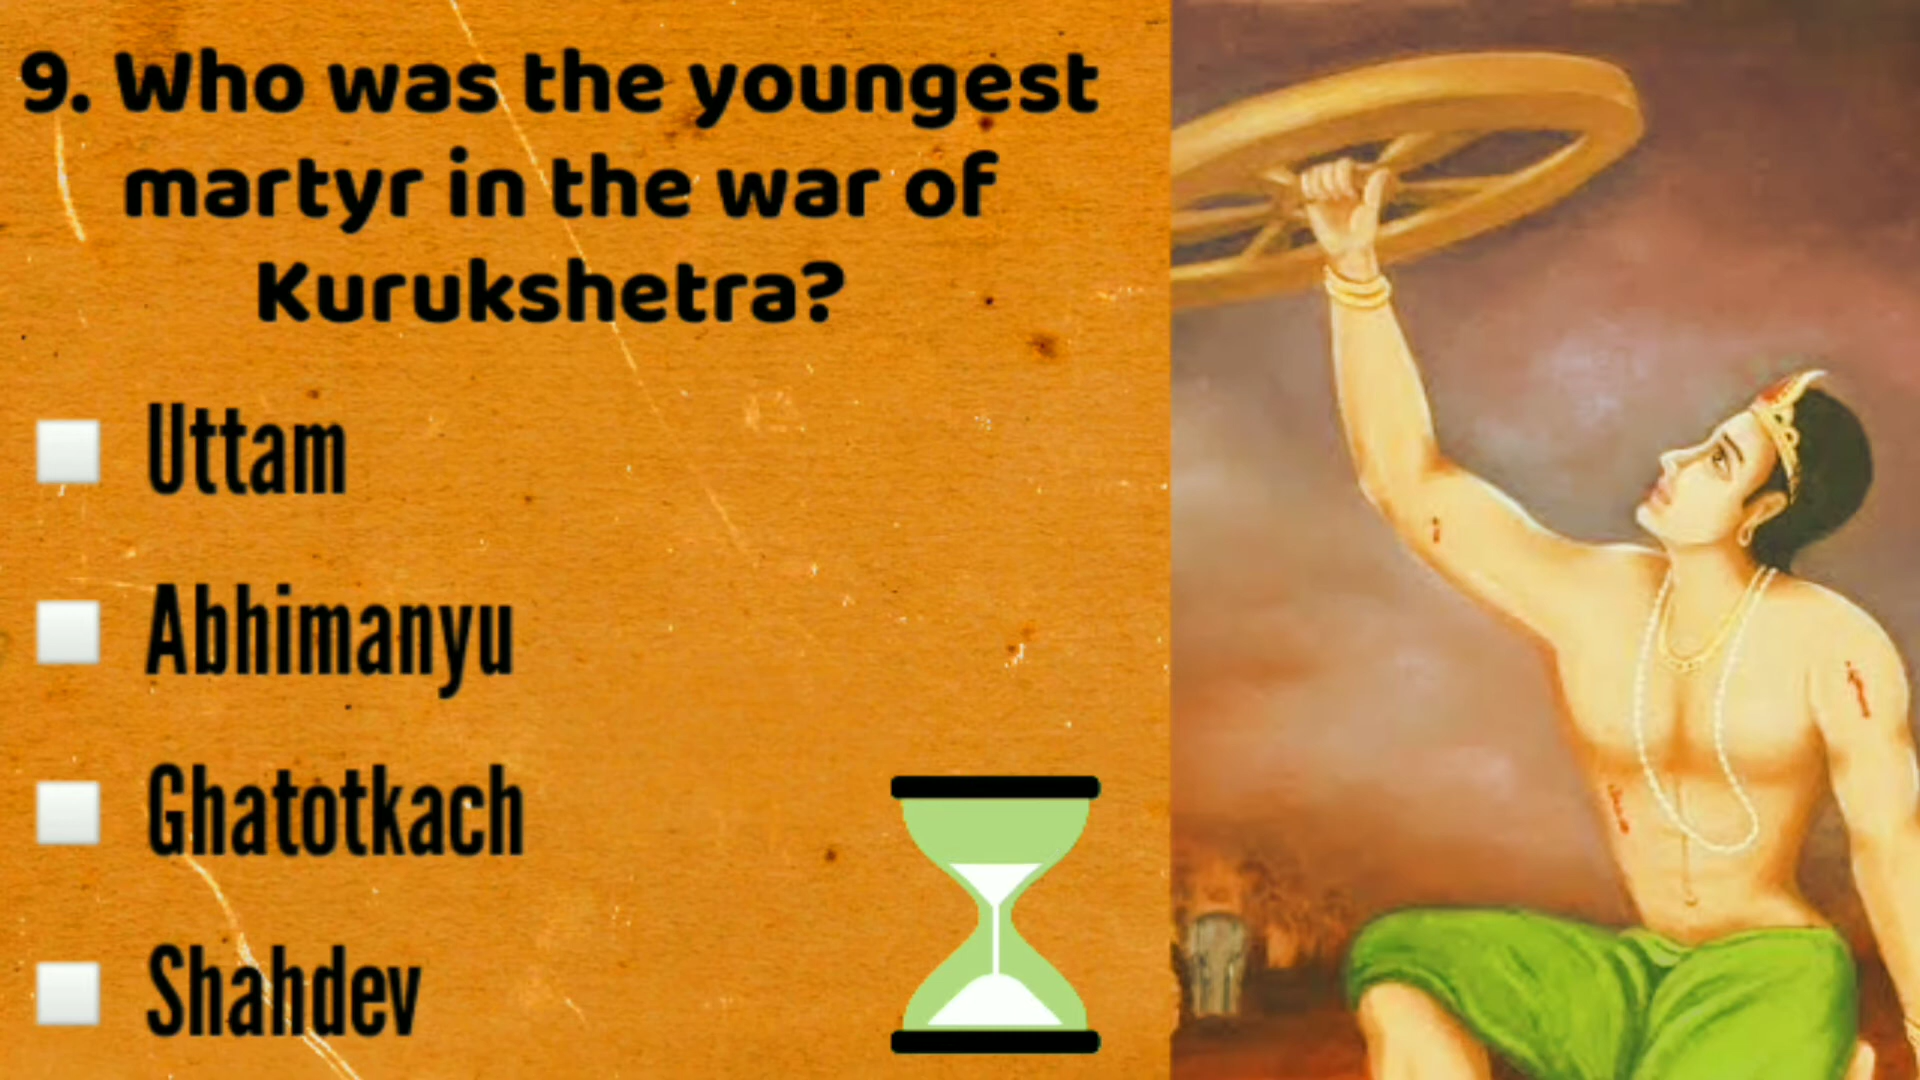 9. Who was the youngest
martyr in the war of
Kurukshetra?
Uttam
Abhimanyu
Ghatotkach
Shahdev